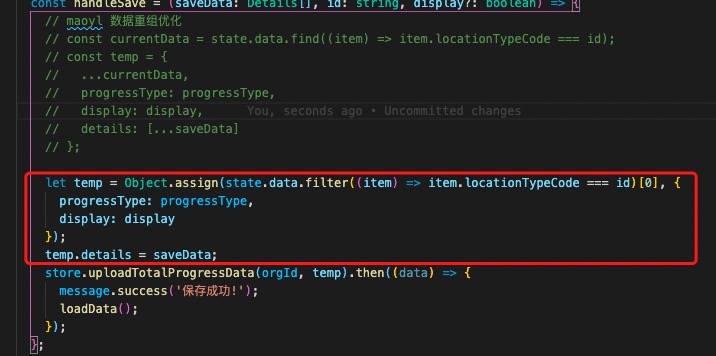 const handleSave = (saveData: Details[], id: string, display?: boolean) => {
// maoyl 数据重组优化
// const currentData = state.data.find((item) => item.locationTypeCode === id);
// const temp = {
//   ...currentData,
//   progressType: progressType,
//   display: display,      You, seconds ago • Uncommitted changes
//   details: [...saveData]
// };
let temp = Object.assign(state.data.filter((item) => item.locationTypeCode === id)[0], {
progressType: progressType,
display: display
});
temp.details = saveData;
store.uploadTotalProgressData(orgId, temp).then((data) => {
message.success('保存成功!');
loadData();
});
};